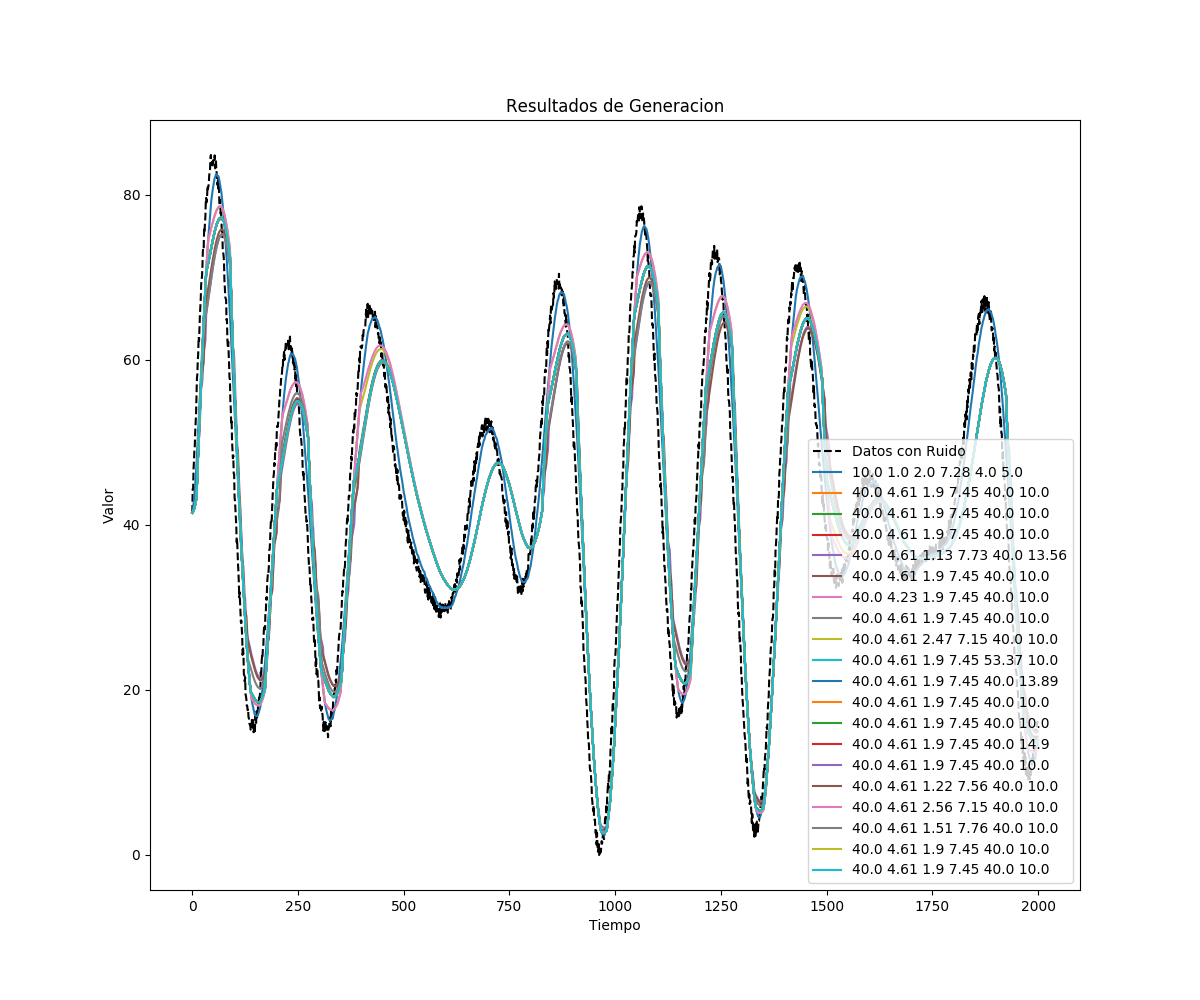 Resultados de Generacion
Valor
80
60
40
20
0
0 250 500 750 1000 1250 1500 1750 2000
Tiempo
Datos con Ruido
10.0 1.0 2.0 7.28 4.0 5.0
40.0 4.61 1.9 7.45 40.0 10.0
40.0 4.61 1.9 7.45 40.0 10.0
40.0 4.61 1.9 7.45 40.0 10.0
40.0 4.61 1.13 7.73 40.0 13.56
40.0 4.61 1.9 7.45 40.0 10.0
40.0 4.23 1.9 7.45 40.0 10.0
40.0 4.61 1.9 7.45 40.0 10.0
40.0 4.61 2.47 7.15 40.0 10.0
40.0 4.61 1.9 7.45 53.37 10.0
40.0 4.61 1.9 7.45 40.0 13.89
40.0 4.61 1.9 7.45 40.0 10.0
40.0 4.61 1.9 7.45 40.0 10.0
40.0 4.61 1.9 7.45 40.0 14.9
40.0 4.61 1.9 7.45 40.0 10.0
40.0 4.61 1.22 7.56 40.0 10.0
40.0 4.61 2.56 7.15 40.0 10.0
40.0 4.61 1.51 7.76 40.0 10.0
40.0 4.61 1.9 7.45 40.0 10.0
40.0 4.61 1.9 7.45 40.0 10.0